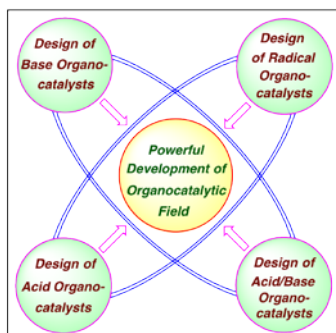 Design of
Base Organo-
catalysts
Design
of Radical
Organo-
catalysts
Powerful
Development of
Organocatalytic
Field
Design of
Acid Organo-
catalysts
Design of
Acid/Base
Organo-
catalysts